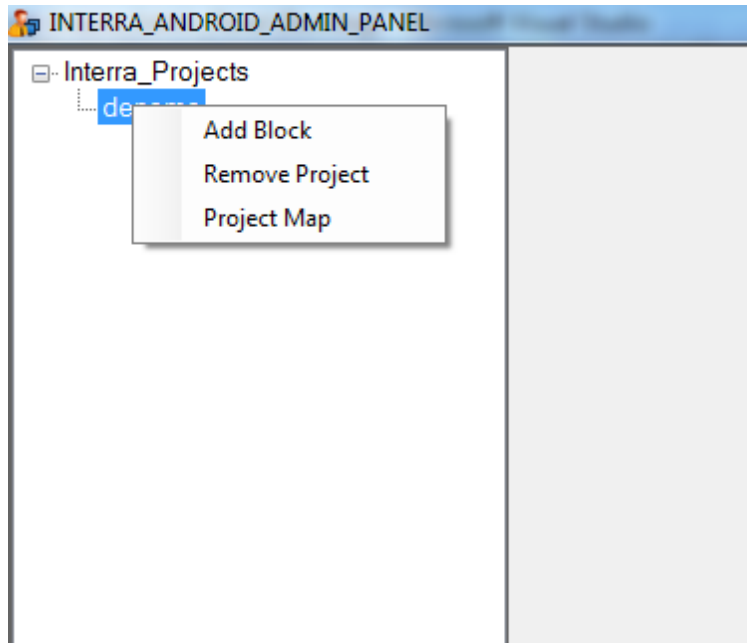 INTERRA_ANDROID_ADMIN_PANEL
Interra_Projects
Add Block
Remove Project
Project Map